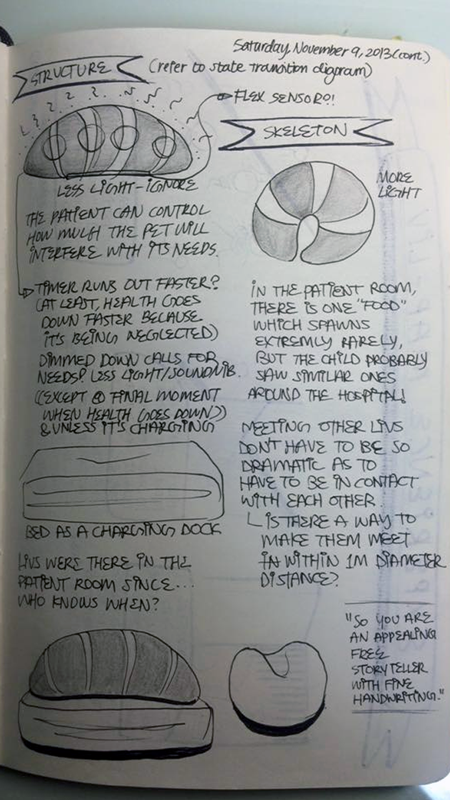 Saturday, November 9, 2013 (cont.)
STRUCTURE
(refer to state transition diagram)
FLEX SENSOR0!
SKELETON
LESS LIGHT - IGNORE
MORE
LIGHT
THE PATIENT CAN CONTROL
HOW MUCH THE PET WILL
INTERFERE WITH ITS NEEDS.
TIMER RUNS OUT FASTER?
(AT LEAST, HEALTH GOES
DOWN FASTER BECAUSE
IT'S BEING NEGLECTED)
DIMMED DOWN CALLS FOR
NEEDS? LESS LIGHT/SOUND/VIB.
(EXCEPT @ FINAL MOMENT
WHEN HEALTH GOES DOWN)
& UNLESS IT'S CHARGING
BED AS A CHARGING DOCK
LIVS WERE THERE IN THE
PATIENT ROOM SINCE...
WHO KNOWS WHEN?
IN THE PATIENT ROOM,
THERE IS ONE "FOOD"
WHICH SPAWNS
EXTREMELY RARELY,
BUT THE CHILD PROBABLY
SAW SIMILAR ONES
AROUND THE HOSPITAL!
MEETING OTHER LIVS
DON'T HAVE TO BE SO
DRAMATIC AS TO
HAVE TO BE IN CONTACT
WITH EACH OTHER
IS THERE A WAY TO
MAKE THEM MEET
IN WITHIN 1M DIAMETER
DISTANCE?
"SO YOU ARE
AN APPEALING
FREE
STORYTELLER
WITH FINE
HANDWRITING."